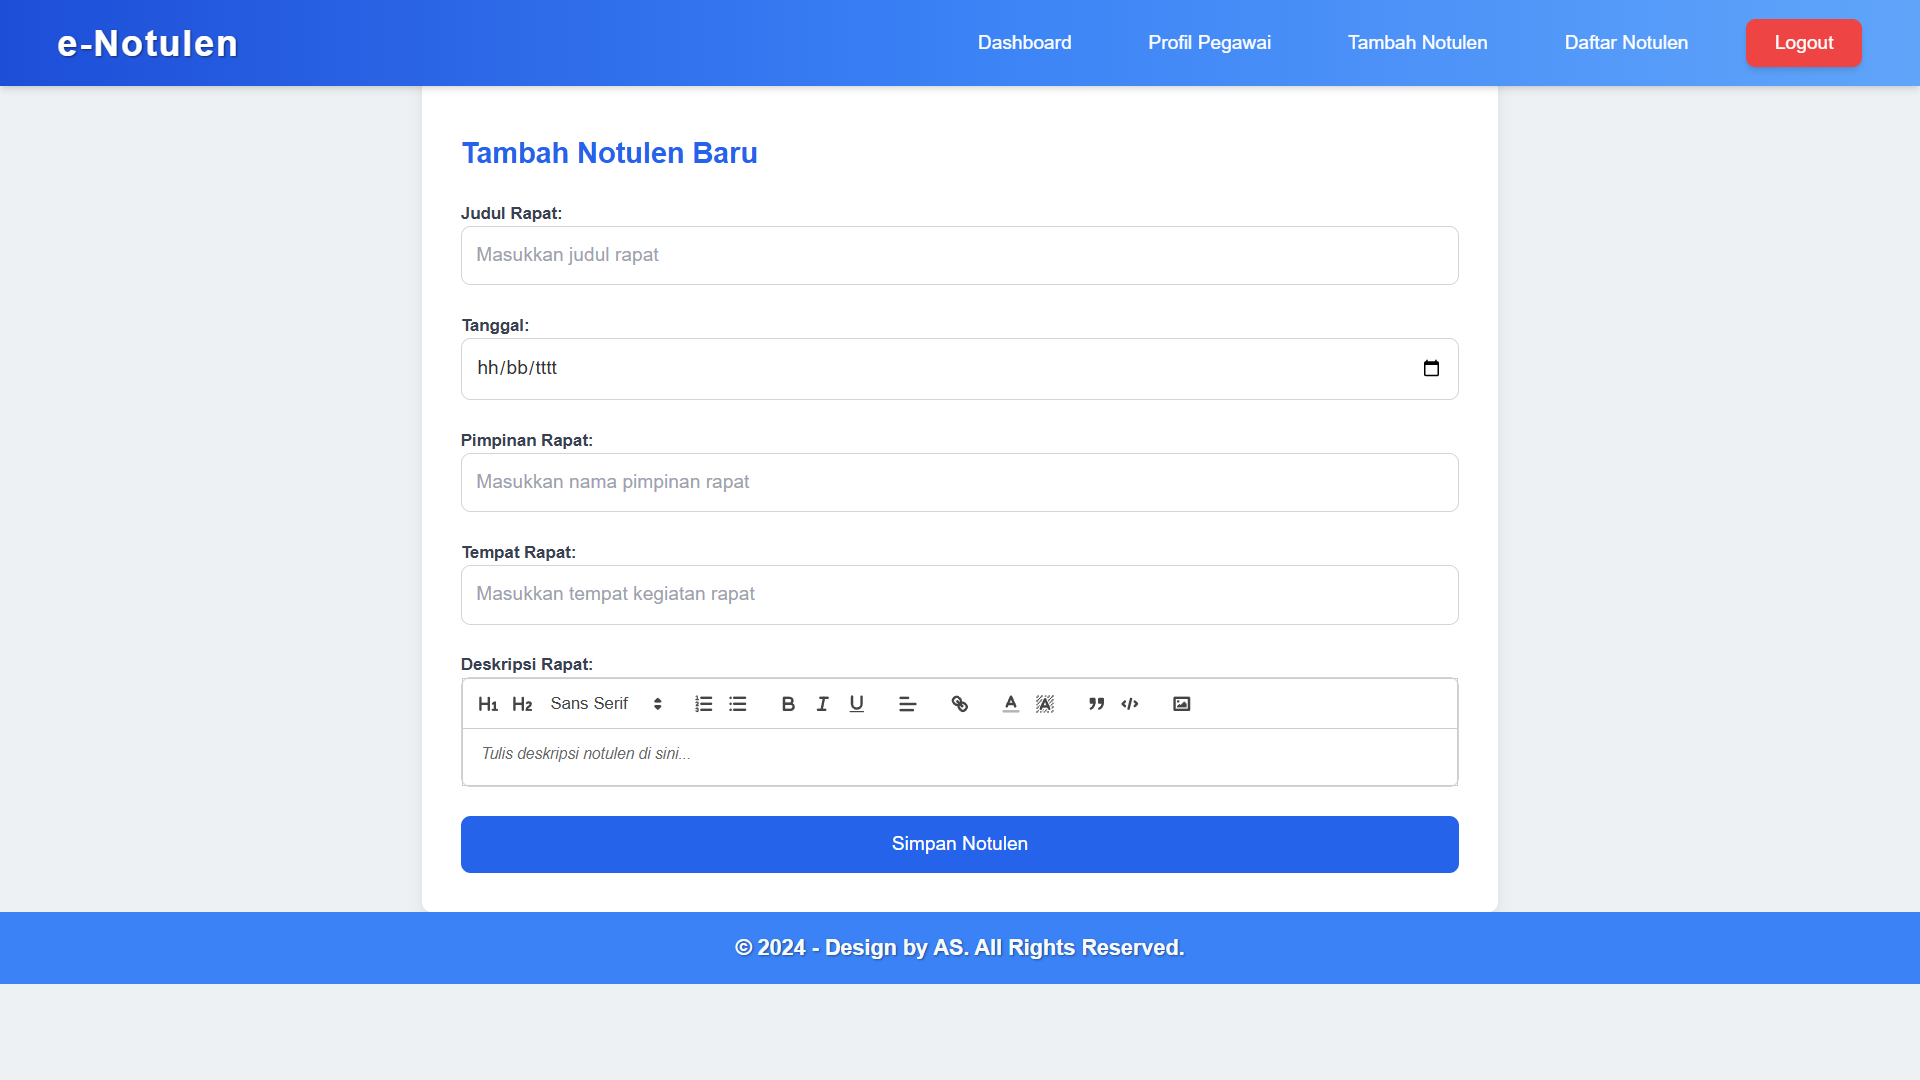 e-Notulen
Dashboard
Profil Pegawai
Tambah Notulen
Daftar Notulen
Logout
Tambah Notulen Baru
Judul Rapat:
Masukkan judul rapat
Tanggal:
hh/bb/tttt
Pimpinan Rapat:
Masukkan nama pimpinan rapat
Tempat Rapat:
Masukkan tempat kegiatan rapat
Deskripsi Rapat:
H1 H2 Sans Serif B I U A A
Tulis deskripsi notulen di sini...
Simpan Notulen
© 2024 - Design by AS. All Rights Reserved.